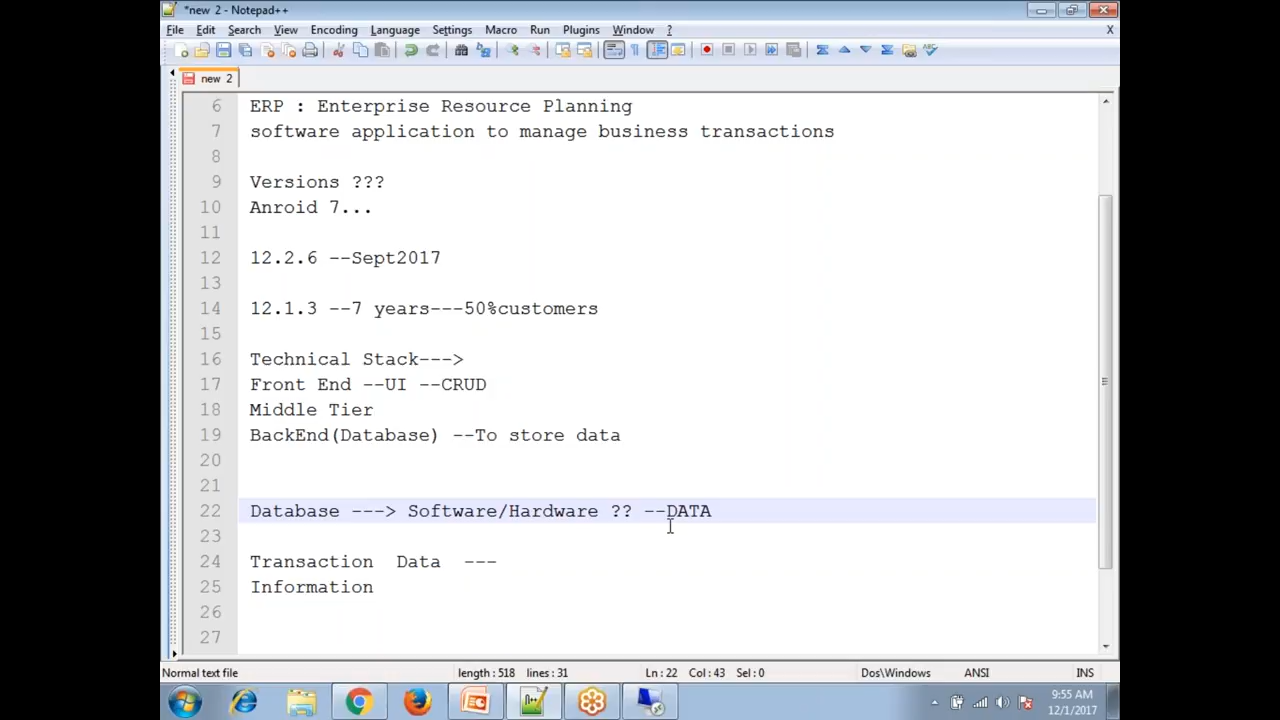 *new 2 - Notepad++
File Edit Search View Encoding Language Settings Macro Run Plugins Window ? X
new 2
6 ERP : Enterprise Resource Planning
7 software application to manage business transactions
8
9 Versions ???
10 Anroid 7...
11
12 12.2.6 --Sept2017
13
14 12.1.3 --7 years---50%customers
15
16 Technical Stack--->
17 Front End --UI --CRUD
18 Middle Tier
19 BackEnd(Database) --To store data
20
21
22 Database ---> Software/Hardware ?? --DATA
23
24 Transaction  Data  ---
25 Information
26
27
Normal text file length : 518 lines : 31 Ln : 22 Col : 43 Sel : 0 Dos\Windows ANSI INS
9:55 AM
12/1/2017